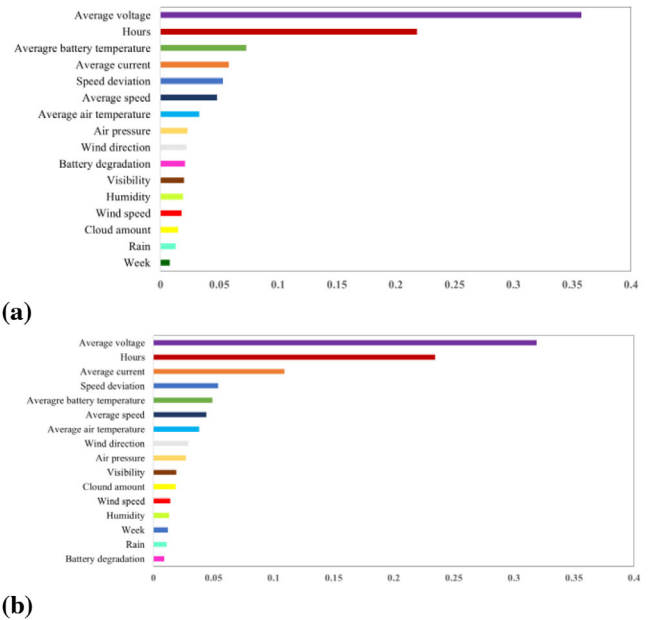 Average voltage
Hours
Averagre battery temperature
Average current
Speed deviation
Average speed
Average air temperature
Air pressure
Wind direction
Battery degradation
Visibility
Humidity
Wind speed
Cloud amount
Rain
Week
0 0.05 0.1 0.15 0.2 0.25 0.3 0.35 0.4
(a)
Average voltage
Hours
Average current
Speed deviation
Averagre battery temperature
Average speed
Average air temperature
Wind direction
Air pressure
Visibility
Clound amount
Wind speed
Humidity
Week
Rain
Battery degradation
0 0.05 0.1 0.15 0.2 0.25 0.3 0.35 0.4
(b)